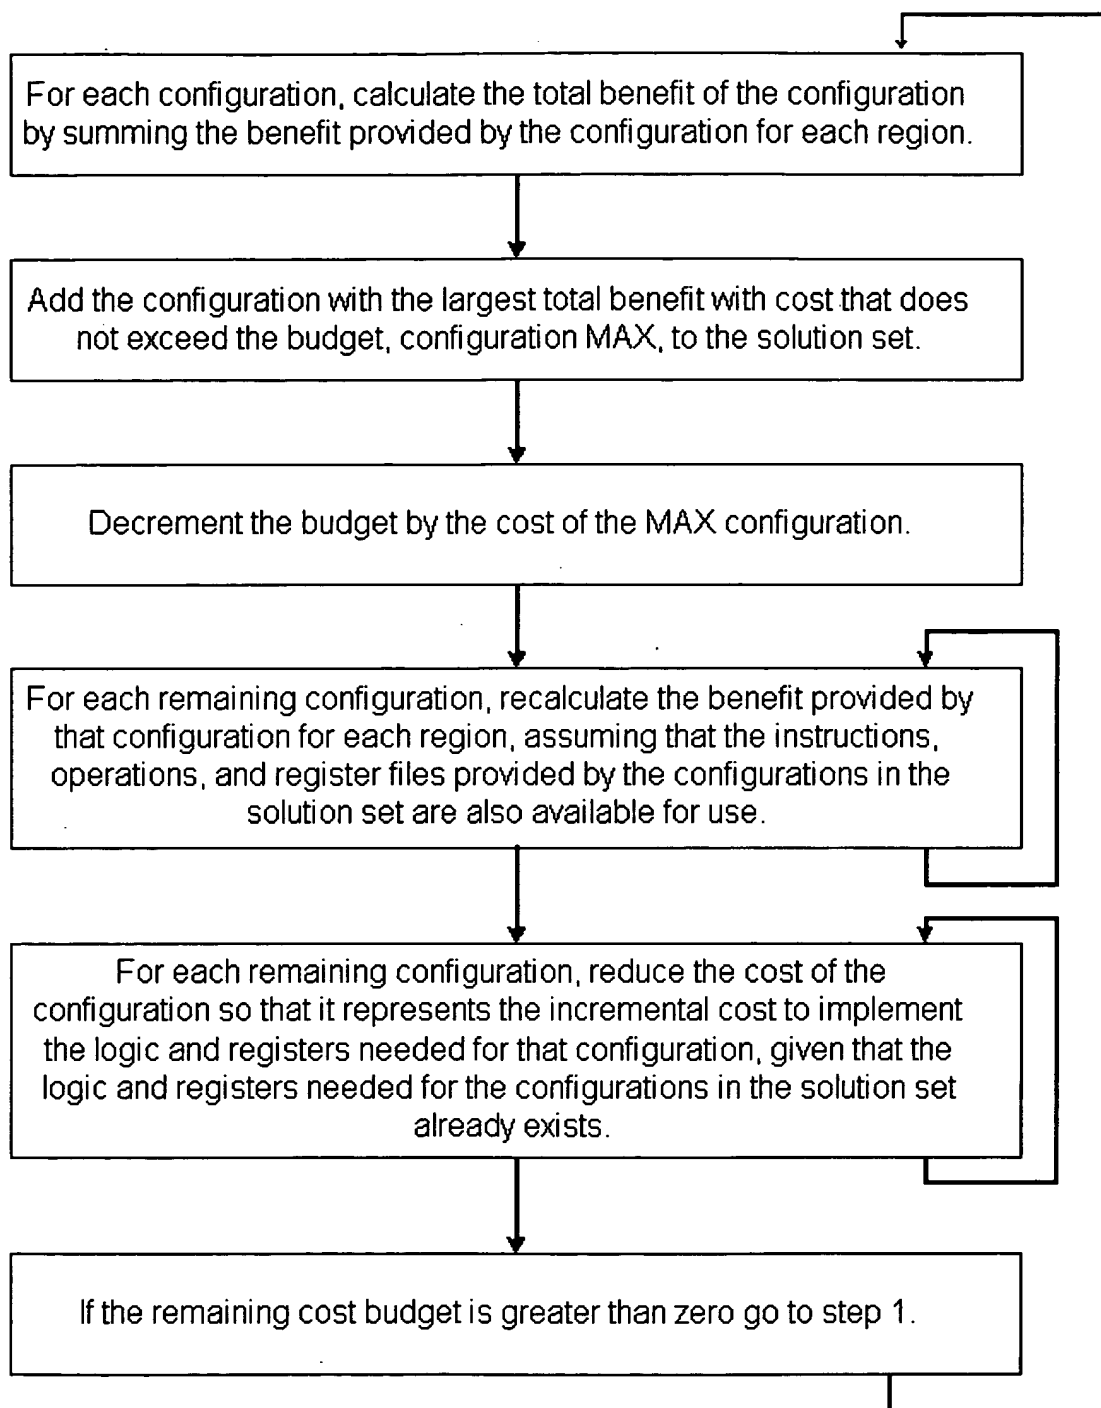 For each configuration, calculate the total benefit of the configuration
by summing the benefit provided by the configuration for each region.
Add the configuration with the largest total benefit with cost that does
not exceed the budget, configuration MAX, to the solution set.
Decrement the budget by the cost of the MAX configuration.
For each remaining configuration, recalculate the benefit provided by
that configuration for each region, assuming that the instructions,
operations, and register files provided by the configurations in the
solution set are also available for use.
For each remaining configuration, reduce the cost of the
configuration so that it represents the incremental cost to implement
the logic and registers needed for that configuration, given that the
logic and registers needed for the configurations in the solution set
already exists.
If the remaining cost budget is greater than zero go to step 1.